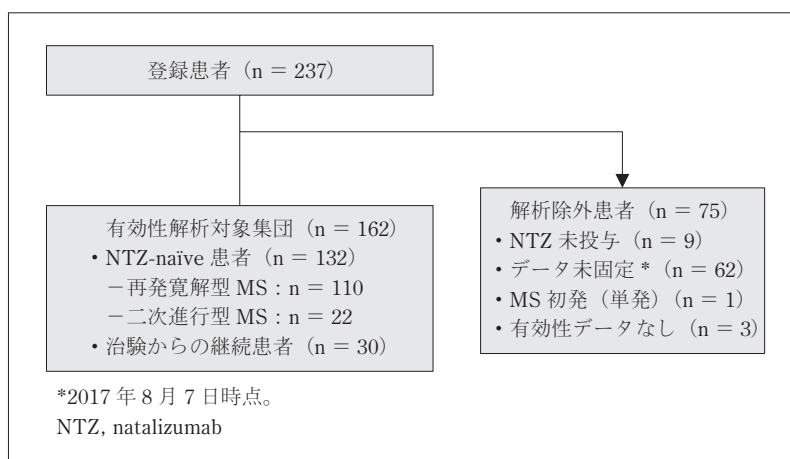 登録患者（n = 237）
有効性解析対象集団（n = 162）
・NTZ-naïve 患者（n = 132）
－再発寛解型 MS：n = 110
－二次進行型 MS：n = 22
・治験からの継続患者（n = 30）
解析除外患者（n = 75）
・NTZ 未投与（n = 9）
・データ未固定 *（n = 62）
・MS 初発（単発）（n = 1）
・有効性データなし（n = 3）
*2017 年 8 月 7 日時点。
NTZ, natalizumab